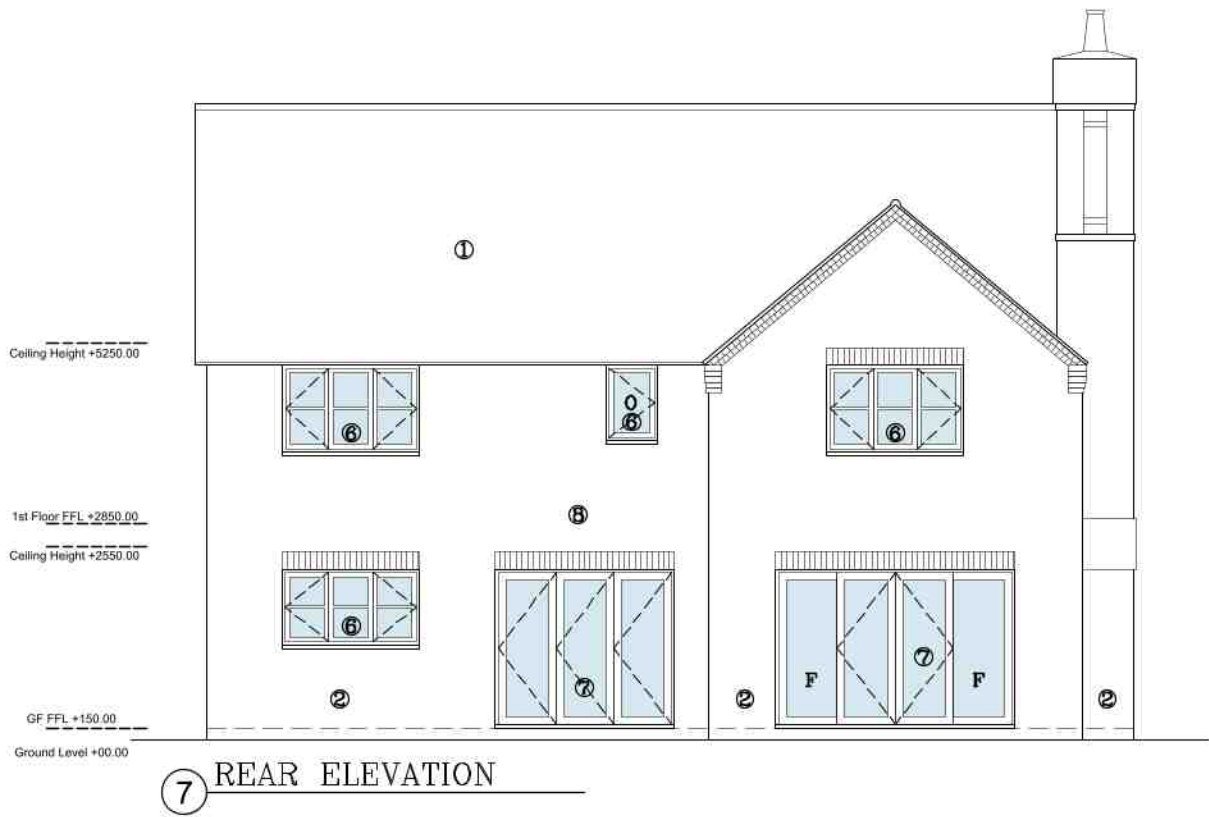 ①
Ceiling Height +5250.00
O
⑥ ⑥ ⑥
1st Floor FFL +2850.00
⑧
Ceiling Height +2550.00
⑥
⑦
⑦
F F
② ② ②
GF FFL +150.00
Ground Level +00.00
7 REAR ELEVATION